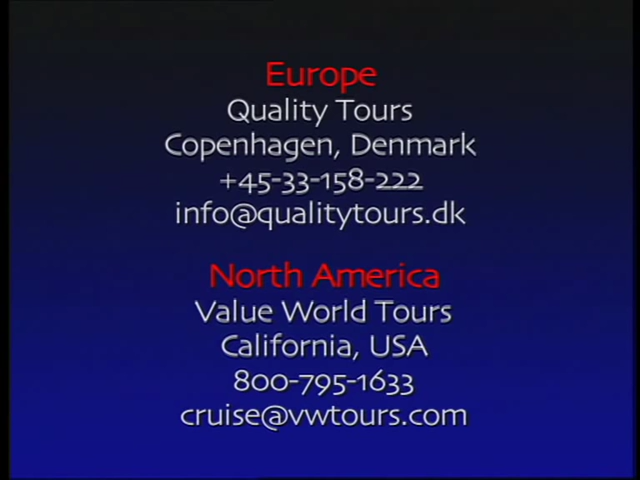 Europe
Quality Tours
Copenhagen, Denmark
+45-33-158-222
info@qualitytours.dk
North America
Value World Tours
California, USA
800-795-1633
cruise@vwtours.com